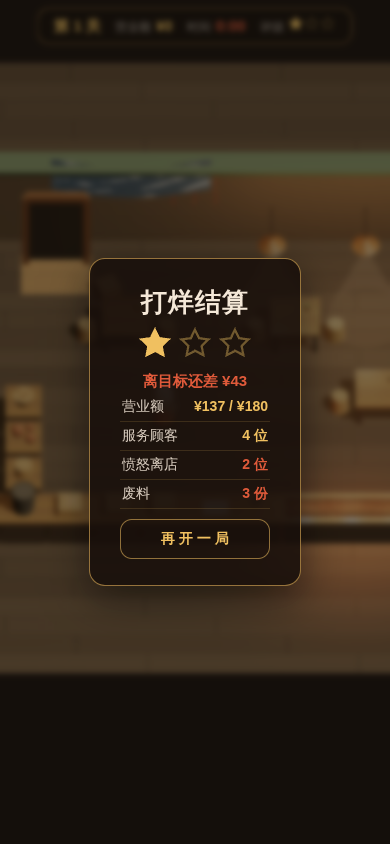 打烊结算
离目标还差 ¥43
营业额 ¥137 / ¥180
服务顾客 4 位
愤怒离店 2 位
废料 3 份
再开一局